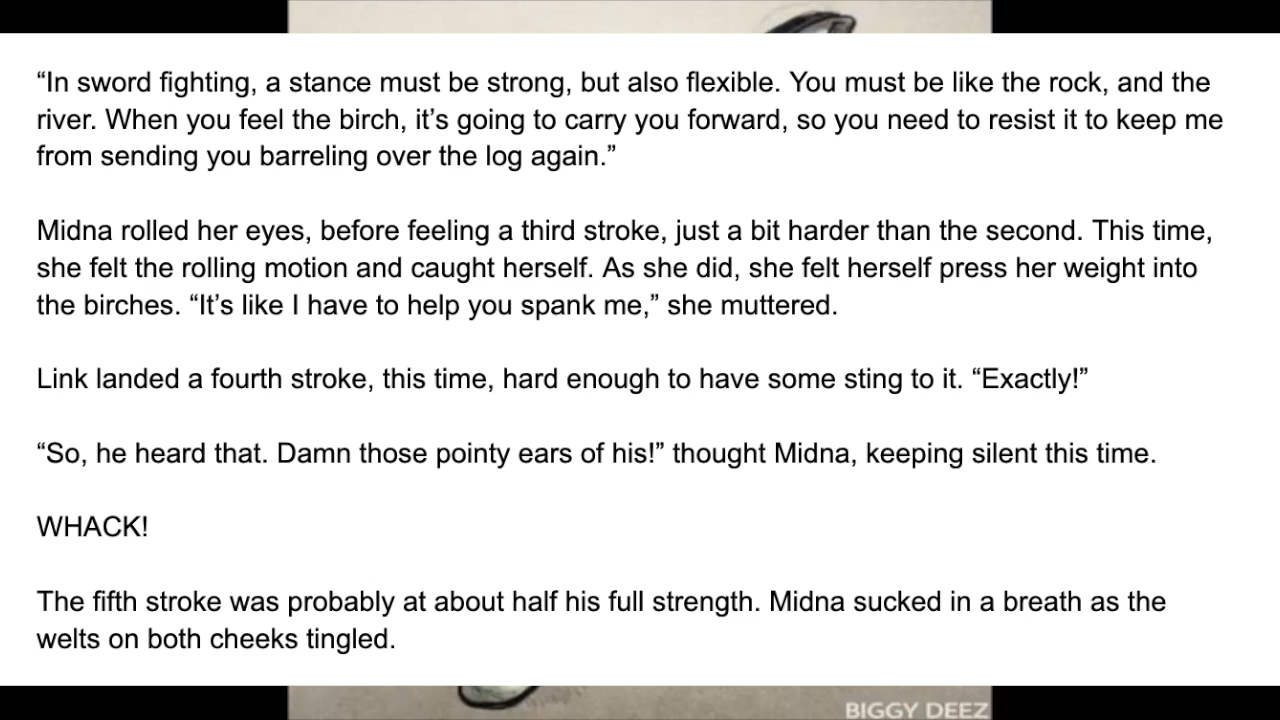 “In sword fighting, a stance must be strong, but also flexible. You must be like the rock, and the
river. When you feel the birch, it’s going to carry you forward, so you need to resist it to keep me
from sending you barreling over the log again.”
Midna rolled her eyes, before feeling a third stroke, just a bit harder than the second. This time,
she felt the rolling motion and caught herself. As she did, she felt herself press her weight into
the birches. “It’s like I have to help you spank me,” she muttered.
Link landed a fourth stroke, this time, hard enough to have some sting to it. “Exactly!”
“So, he heard that. Damn those pointy ears of his!” thought Midna, keeping silent this time.
WHACK!
The fifth stroke was probably at about half his full strength. Midna sucked in a breath as the
welts on both cheeks tingled.
BIGGY DEEZ